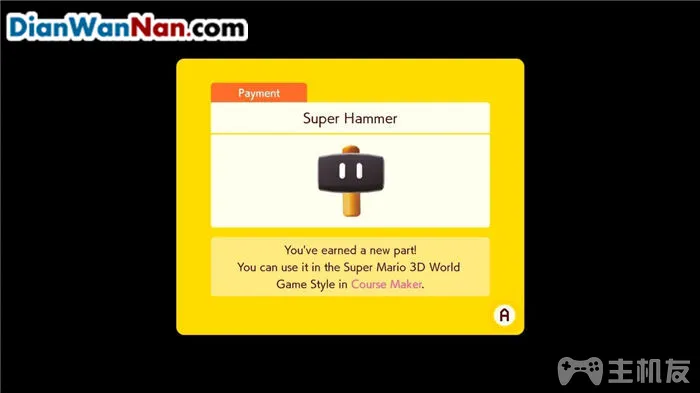 DianWanNan.com
Payment
Super Hammer
You've earned a new part!
You can use it in the Super Mario 3D World
Game Style in Course Maker.
A
主机友